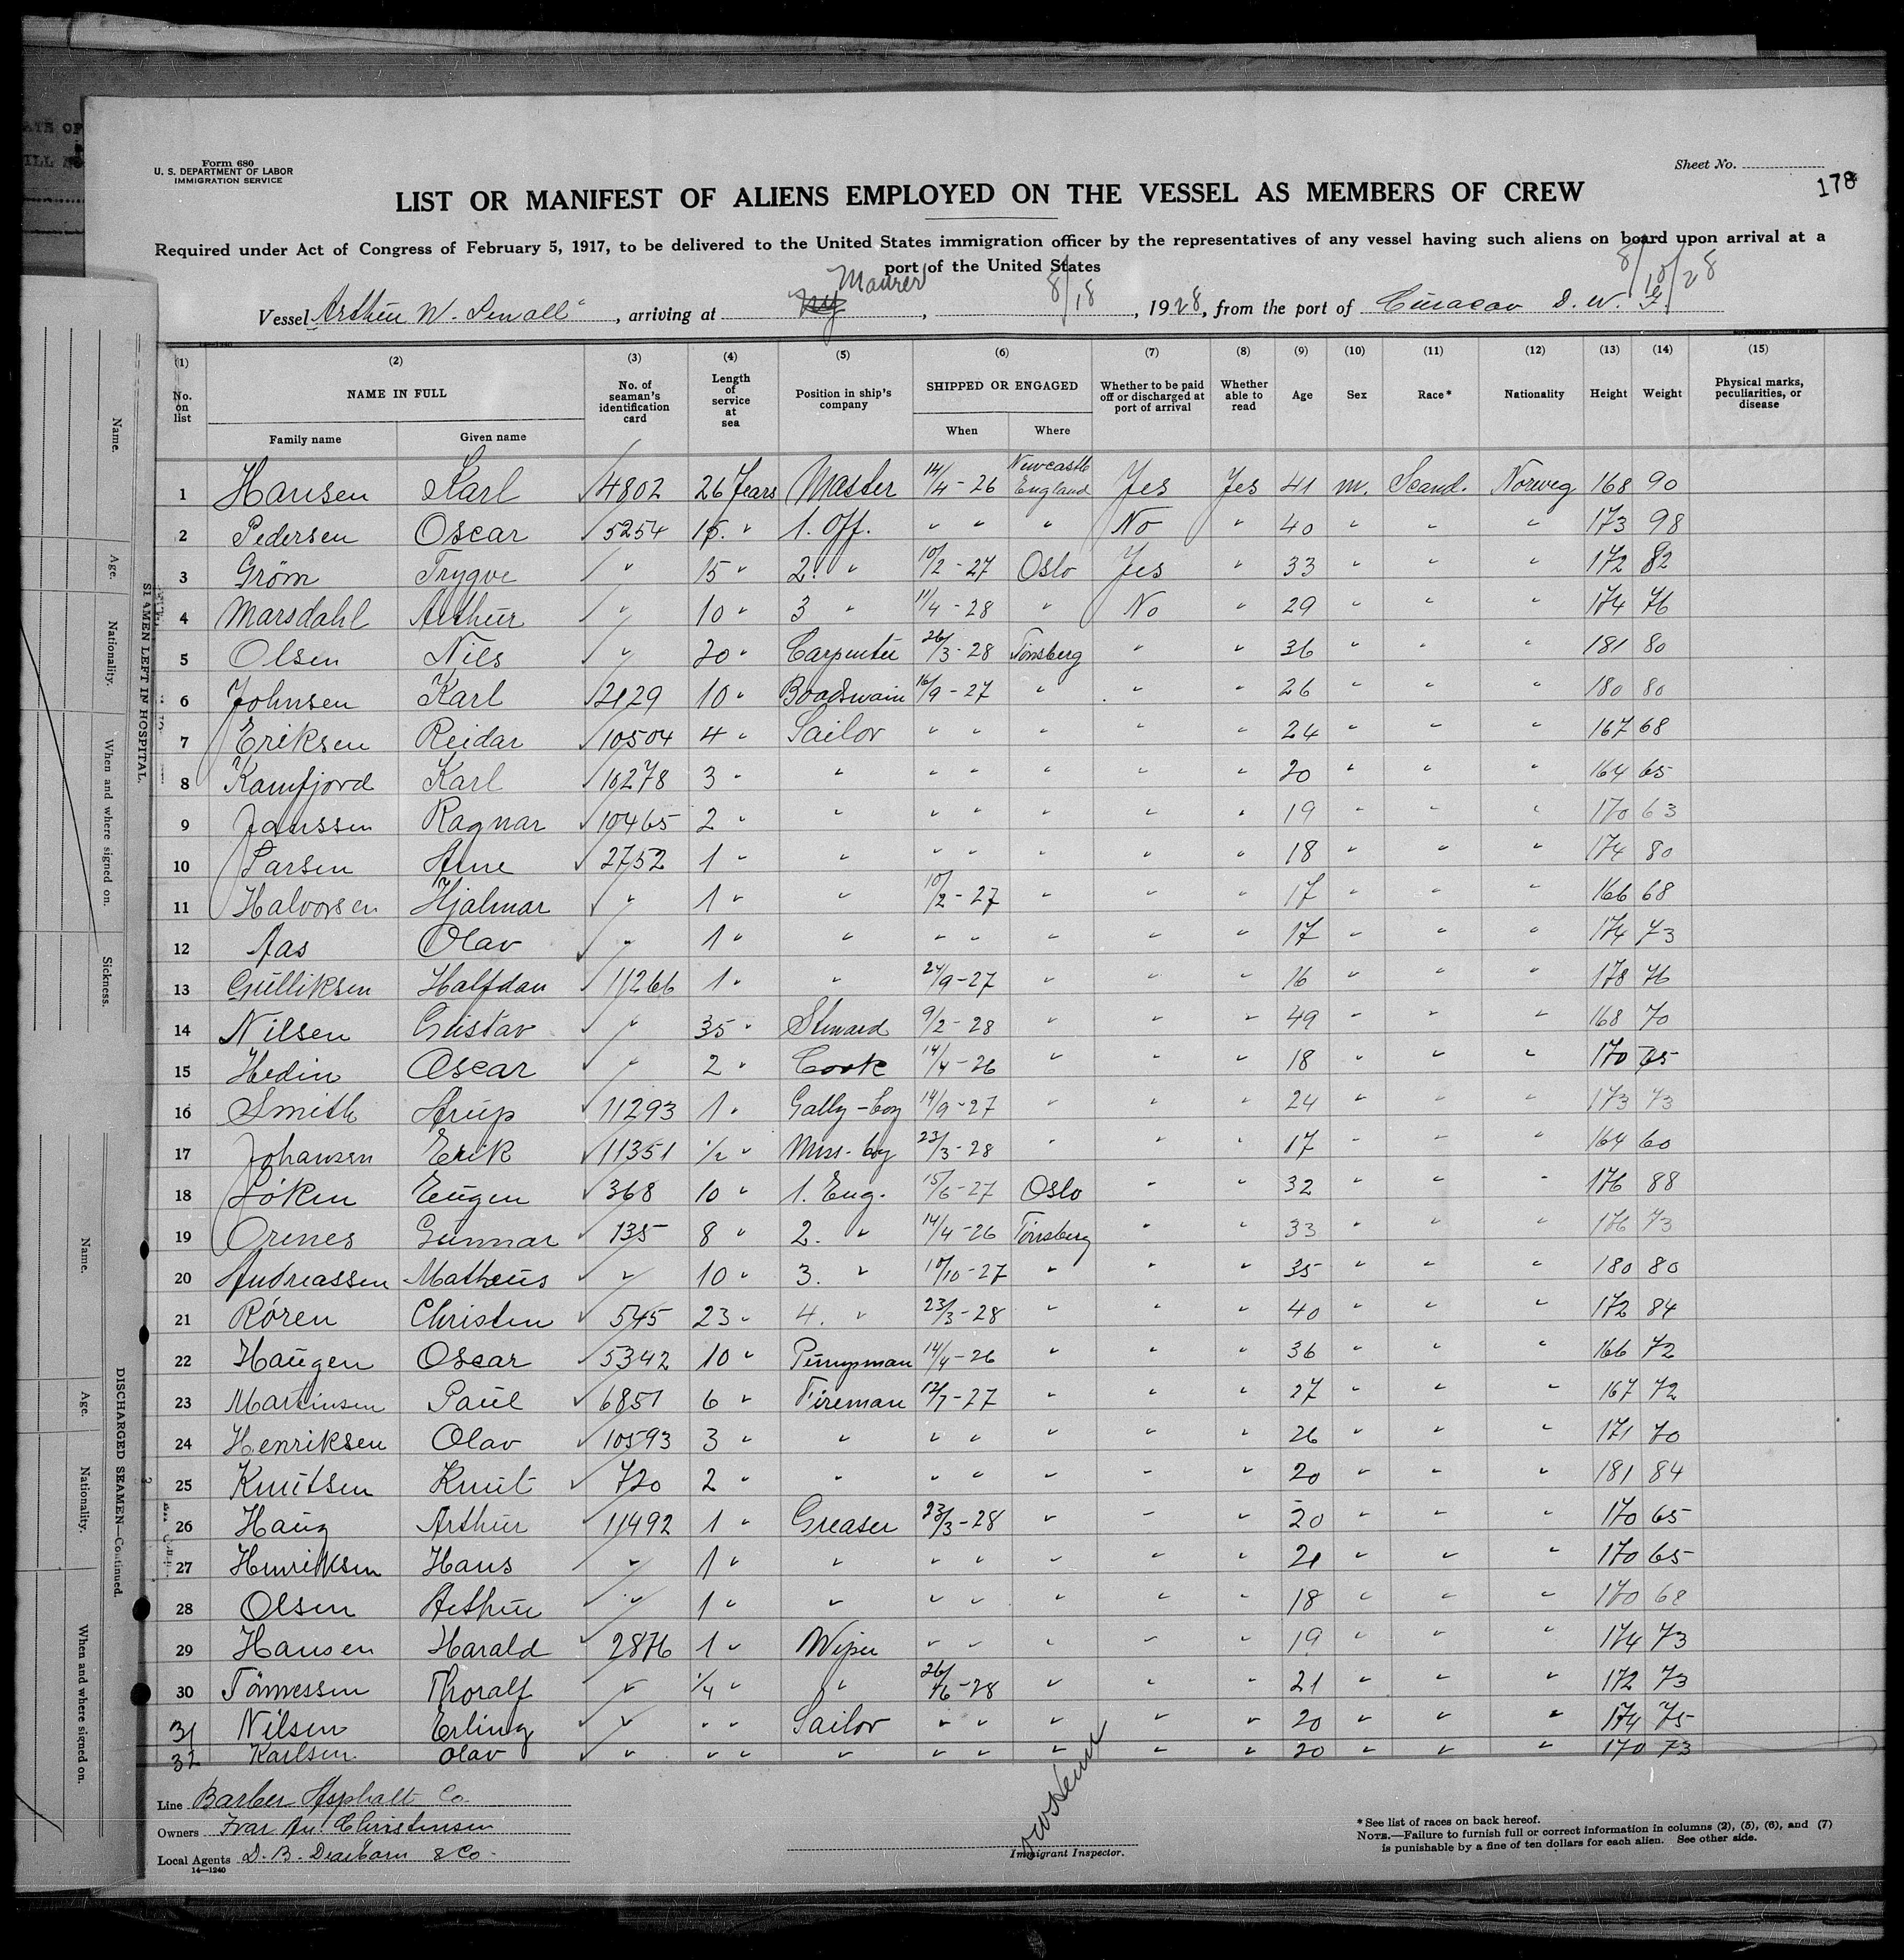 Form 680
U. S. DEPARTMENT OF LABOR
IMMIGRATION SERVICE
Sheet No.
178
LIST OR MANIFEST OF ALIENS EMPLOYED ON THE VESSEL AS MEMBERS OF CREW
Required under Act of Congress of February 5, 1917, to be delivered to the United States immigration officer by the representatives of any vessel having such aliens on board upon arrival at a
port of the United States
Maurer 8/18 8/18/28
Vessel Arthur W. Sewall", arriving at , , 1928, from the port of Curacao D. W. I.
(1) (2) (3) (4) (5) (6) (7) (8) (9) (10) (11) (12) (13) (14) (15)
No. on list NAME IN FULL No. of seaman's identification card Length of service at sea Position in ship's company SHIPPED OR ENGAGED Whether to be paid off or discharged at port of arrival Whether able to read Age Sex Race* Nationality Height Weight Physical marks, peculiarities, or disease
Family name Given name When Where
1 Hansen Karl 4802 26 Years Master 14/4-26 Newcastle England Yes Yes 41 m. Scand. Norweg 168 90
2 Pedersen Oscar 5254 15. " 1. Off. " " " No " 40 " " " 173 98
3 Gröm Trygve " 15 " 2. " 10/2-27 Oslo Yes " 33 " " " 172 82
4 Marsdahl Arthur " 10 " 3 " 11/4-28 " No " 29 " " " 174 76
5 Olsen Nils " 20 " Carpenter 26/3-28 Tönsberg " " 36 " " " 181 80
6 Johnsen Karl 2129 10 " Boadswain 16/9-27 " " " 26 " " " 180 80
7 Eriksen Reidar 10504 4 " Sailor " " " " " 24 " " " 167 68
8 Kamfjord Karl 10278 3 " " " " " " " 20 " " " 164 65
9 Janssen Ragnar 10465 2 " " " " " " " 19 " " " 170 63
10 Larsen Arne 2752 1 " " " " " " " 18 " " " 174 80
11 Halvorsen Hjalmar " 1 " " 10/2-27 " " " 17 " " " 166 68
12 Aas Olav " 1 " " " " " " " 17 " " " 174 73
13 Gulliksen Halfdan 11266 1 " " 24/9-27 " " " 16 " " " 178 76
14 Nilsen Gustav " 35 " Steward 9/2-28 " " " 49 " " " 168 70
15 Hedin Oscar " 2 " Cook 14/4-26 " " " 18 " " " 170 65
16 Smith Arup 11293 1 " Gally-boy 14/9-27 " " " 24 " " " 173 73
17 Johansen Erik 11351 1/2 " Mess-boy 23/3-28 " " " 17 " " " 164 60
18 Löken Eugen 368 10 " 1. Eng. 15/6-27 Oslo " " 32 " " " 176 88
19 Orenes Gunnar 135 8 " 2. " 14/4-26 Tönsberg " " 33 " " " 176 73
20 Andreassen Matheus " 10 " 3. " 10/10-27 " " " 35 " " " 180 80
21 Rören Christen 545 23 " 4. " 23/3-28 " " " 40 " " " 172 84
22 Haugen Oscar 5342 10 " Pumpman 14/4-26 " " " 36 " " " 166 72
23 Martinsen Paul 6851 6 " Fireman 12/7-27 " " " 27 " " " 167 72
24 Henriksen Olav 10593 3 " " " " " " " 26 " " " 171 70
25 Knutsen Knut 720 2 " " " " " " " 20 " " " 181 84
26 Haug Arthur 11492 1 " Greaser 23/3-28 " " " 20 " " " 170 65
27 Henriksen Hans " 1 " " " " " " " 21 " " " 170 65
28 Olsen Arthur " 1 " " " " " " " 18 " " " 170 68
29 Hansen Harald 2876 1 " Wiper " " " " " 19 " " " 174 73
30 Tönnessen Thoralf " 1/4 " " 26/6-28 " " " 21 " " " 172 73
31 Nilsen Erling " " " Sailor " " " " " 20 " " " 174 75
32 Karlsen Olav " " " " " " " " " 20 " " " 170 73
Line Barber Asphalt Co.
Owners Ivar An Christensen
Local Agents D. B. Dearborn & Co.
14—1240
Immigrant Inspector.
*See list of races on back hereof.
NOTE.—Failure to furnish full or correct information in columns (2), (5), (6), and (7)
is punishable by a fine of ten dollars for each alien. See other side.
SEAMEN LEFT IN HOSPITAL.
Name. Age. Nationality. When and where signed on. Sickness.
DISCHARGED SEAMEN—Continued.
Name. Age. Nationality. When and where signed on.